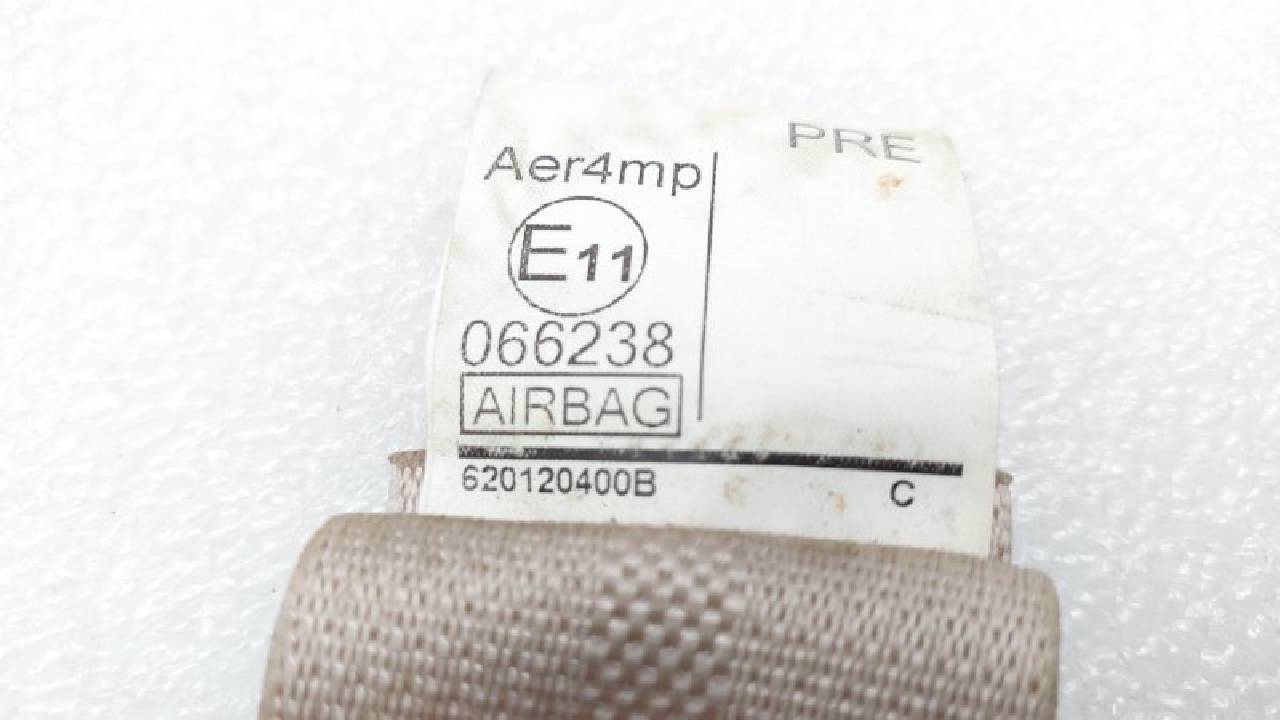 PRE
Aer4mp
E11
066238
AIRBAG
620120400B C